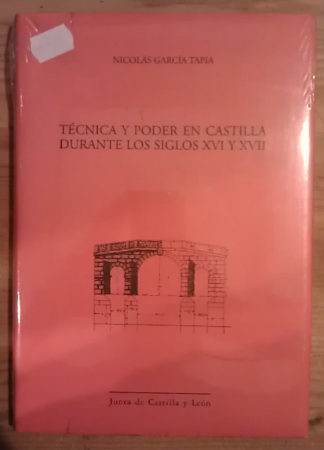 NICOLÁS GARCÍA TAPIA
TÉCNICA Y PODER EN CASTILLA
DURANTE LOS SIGLOS XVI Y XVII
Junta de Castilla y León